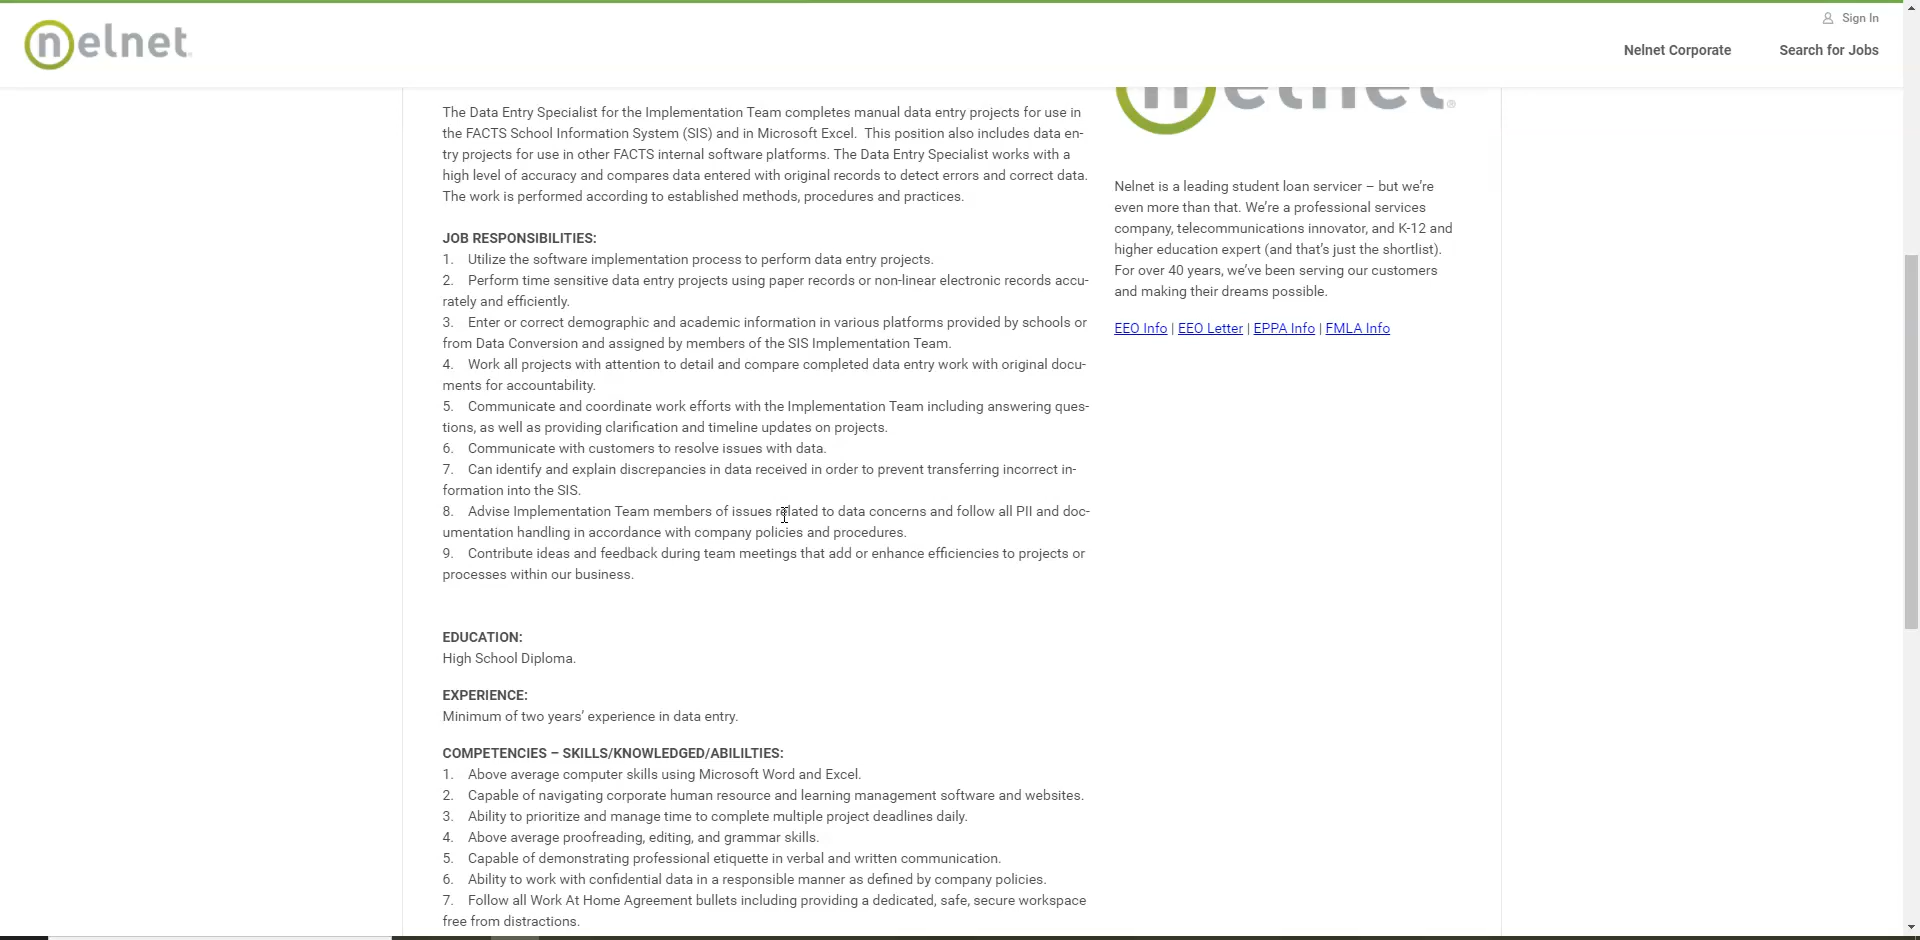 nelnet
Sign In
Nelnet Corporate
Search for Jobs
The Data Entry Specialist for the Implementation Team completes manual data entry projects for use in
the FACTS School Information System (SIS) and in Microsoft Excel.  This position also includes data en-
try projects for use in other FACTS internal software platforms. The Data Entry Specialist works with a
high level of accuracy and compares data entered with original records to detect errors and correct data.
The work is performed according to established methods, procedures and practices.
JOB RESPONSIBILITIES:
1.    Utilize the software implementation process to perform data entry projects.
2.    Perform time sensitive data entry projects using paper records or non-linear electronic records accu-
rately and efficiently.
3.    Enter or correct demographic and academic information in various platforms provided by schools or
from Data Conversion and assigned by members of the SIS Implementation Team.
4.    Work all projects with attention to detail and compare completed data entry work with original docu-
ments for accountability.
5.    Communicate and coordinate work efforts with the Implementation Team including answering ques-
tions, as well as providing clarification and timeline updates on projects.
6.    Communicate with customers to resolve issues with data.
7.    Can identify and explain discrepancies in data received in order to prevent transferring incorrect in-
formation into the SIS.
8.    Advise Implementation Team members of issues related to data concerns and follow all PII and doc-
umentation handling in accordance with company policies and procedures.
9.    Contribute ideas and feedback during team meetings that add or enhance efficiencies to projects or
processes within our business.
EDUCATION:
High School Diploma.
EXPERIENCE:
Minimum of two years’ experience in data entry.
COMPETENCIES – SKILLS/KNOWLEDGED/ABILILTIES:
1.    Above average computer skills using Microsoft Word and Excel.
2.    Capable of navigating corporate human resource and learning management software and websites.
3.    Ability to prioritize and manage time to complete multiple project deadlines daily.
4.    Above average proofreading, editing, and grammar skills.
5.    Capable of demonstrating professional etiquette in verbal and written communication.
6.    Ability to work with confidential data in a responsible manner as defined by company policies.
7.    Follow all Work At Home Agreement bullets including providing a dedicated, safe, secure workspace
free from distractions.
nelnet
Nelnet is a leading student loan servicer – but we’re
even more than that. We’re a professional services
company, telecommunications innovator, and K-12 and
higher education expert (and that’s just the shortlist).
For over 40 years, we’ve been serving our customers
and making their dreams possible.
EEO Info | EEO Letter | EPPA Info | FMLA Info